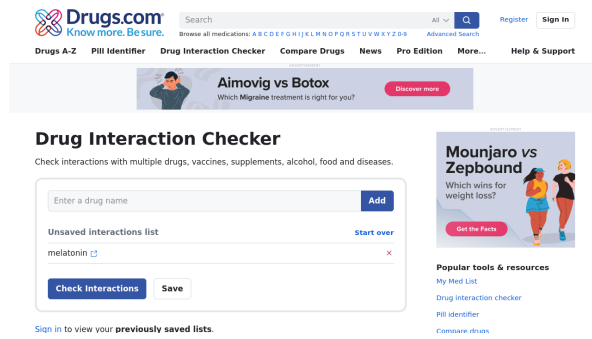 Drugs.com®
Know more. Be sure.
Search
All
Register
Sign In
Browse all medications: A B C D E F G H I J K L M N O P Q R S T U V W X Y Z 0-9
Advanced Search
Drugs A-Z Pill Identifier Drug Interaction Checker Compare Drugs News Pro Edition More... Help & Support
ADVERTISEMENT
Aimovig vs Botox
Which Migraine treatment is right for you?
Discover more
Drug Interaction Checker
Check interactions with multiple drugs, vaccines, supplements, alcohol, food and diseases.
Enter a drug name
Add
Unsaved interactions list
Start over
melatonin
Check Interactions
Save
Sign in to view your previously saved lists.
ADVERTISEMENT
Mounjaro vs
Zepbound
Which wins for
weight loss?
Get the Facts
Popular tools & resources
My Med List
Drug interaction checker
Pill identifier
Compare drugs